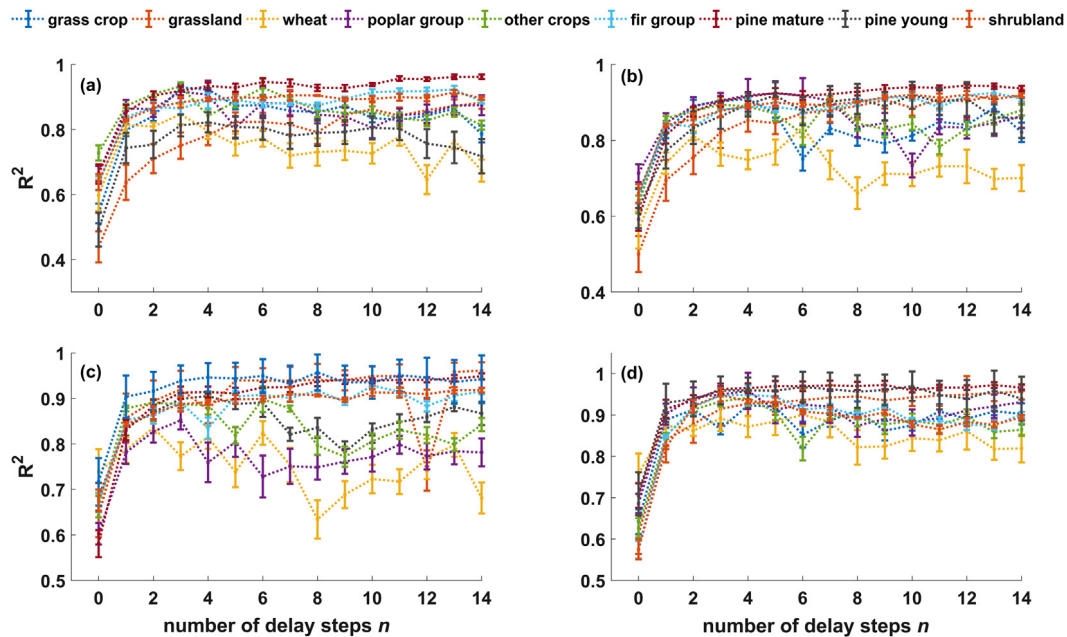 grass crop grassland wheat poplar group other crops fir group pine mature pine young shrubland
(a) (b)
1 1
0.8 0.8
R² R²
0.6 0.6
0.4 0.4
0 2 4 6 8 10 12 14 0 2 4 6 8 10 12 14
(c) (d)
1 1
0.9 0.9
0.8 0.8
R² R²
0.7 0.7
0.6 0.6
0.5 0.5
0 2 4 6 8 10 12 14 0 2 4 6 8 10 12 14
number of delay steps n number of delay steps n